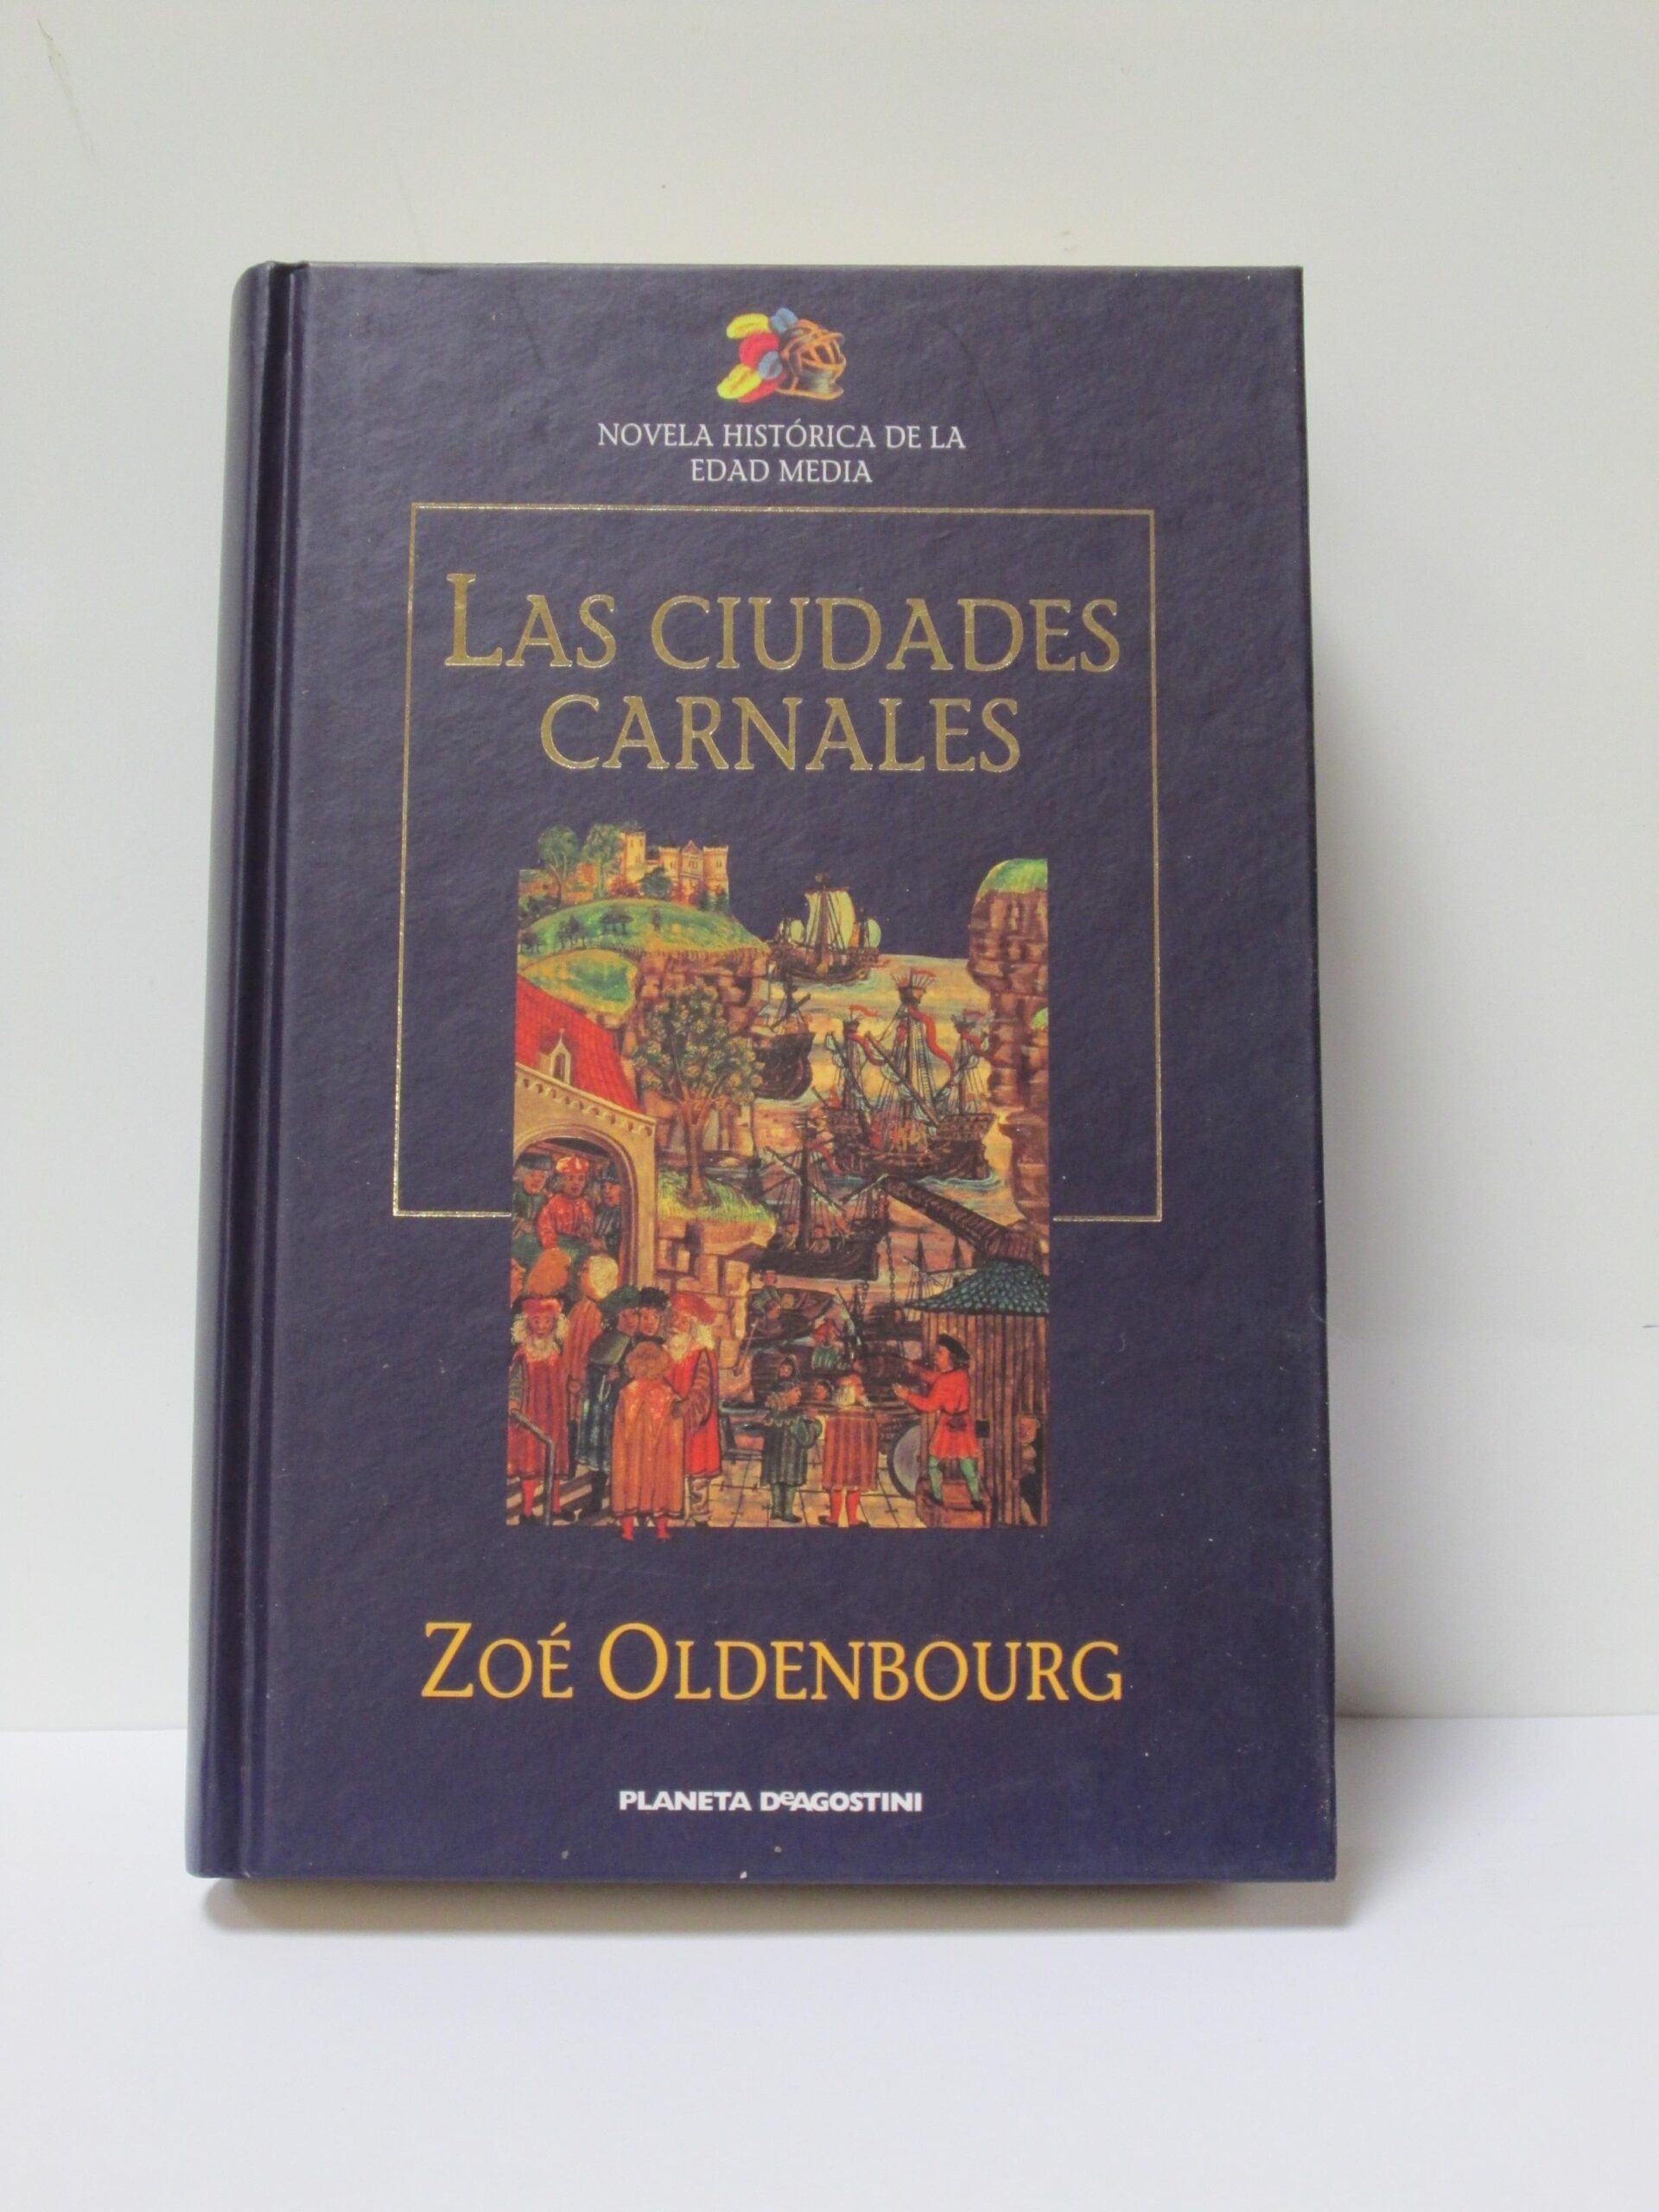 NOVELA HISTÓRICA DE LA
EDAD MEDIA
LAS CIUDADES
CARNALES
ZOÉ OLDENBOURG
PLANETA DeAGOSTINI